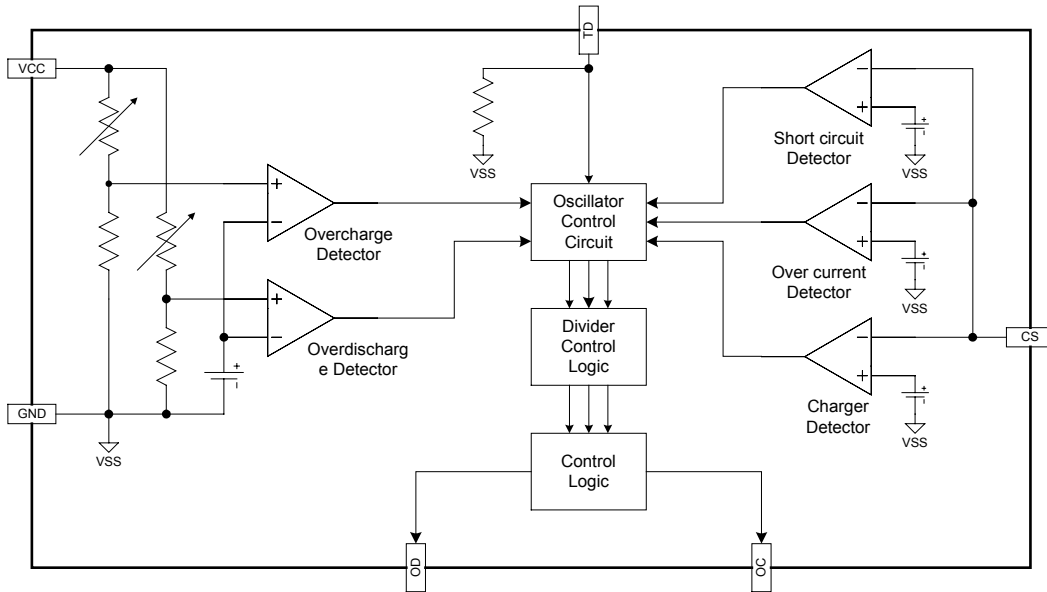 TD
VCC
VSS
Short circuit
Detector
VSS
Oscillator
Control
Circuit
Overcharge
Detector
Over current
Detector
VSS
Divider
Control
Logic
Overdischarg
e Detector
CS
GND
VSS
Charger
Detector
VSS
Control
Logic
OD
OC